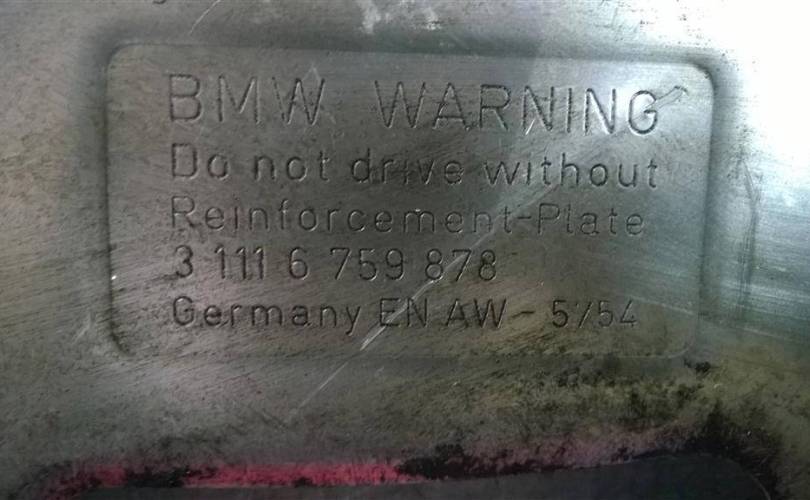 BMW WARNING
Do not drive without
Reinforcement-Plate
3 111 6 759 878
Germany EN AW - 5754